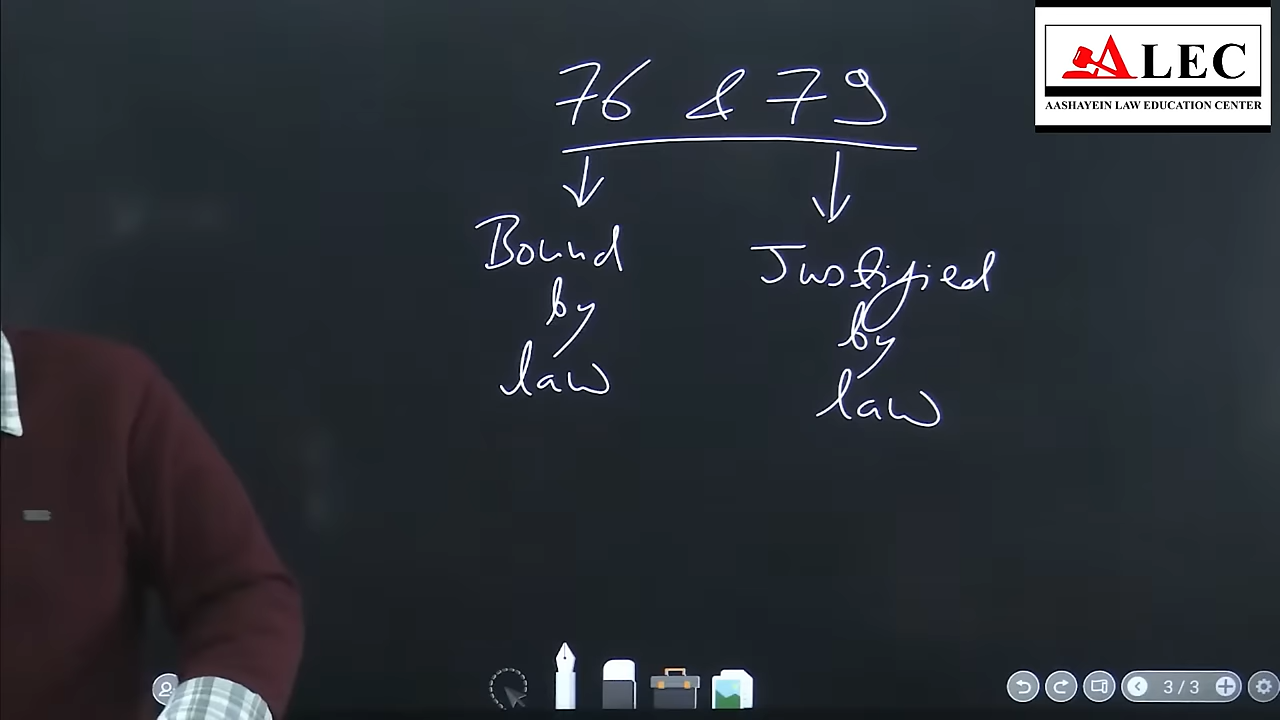 ALEC
AASHAYEIN LAW EDUCATION CENTER
76 & 79
Bound
by
law
Justified
by
law
3/3